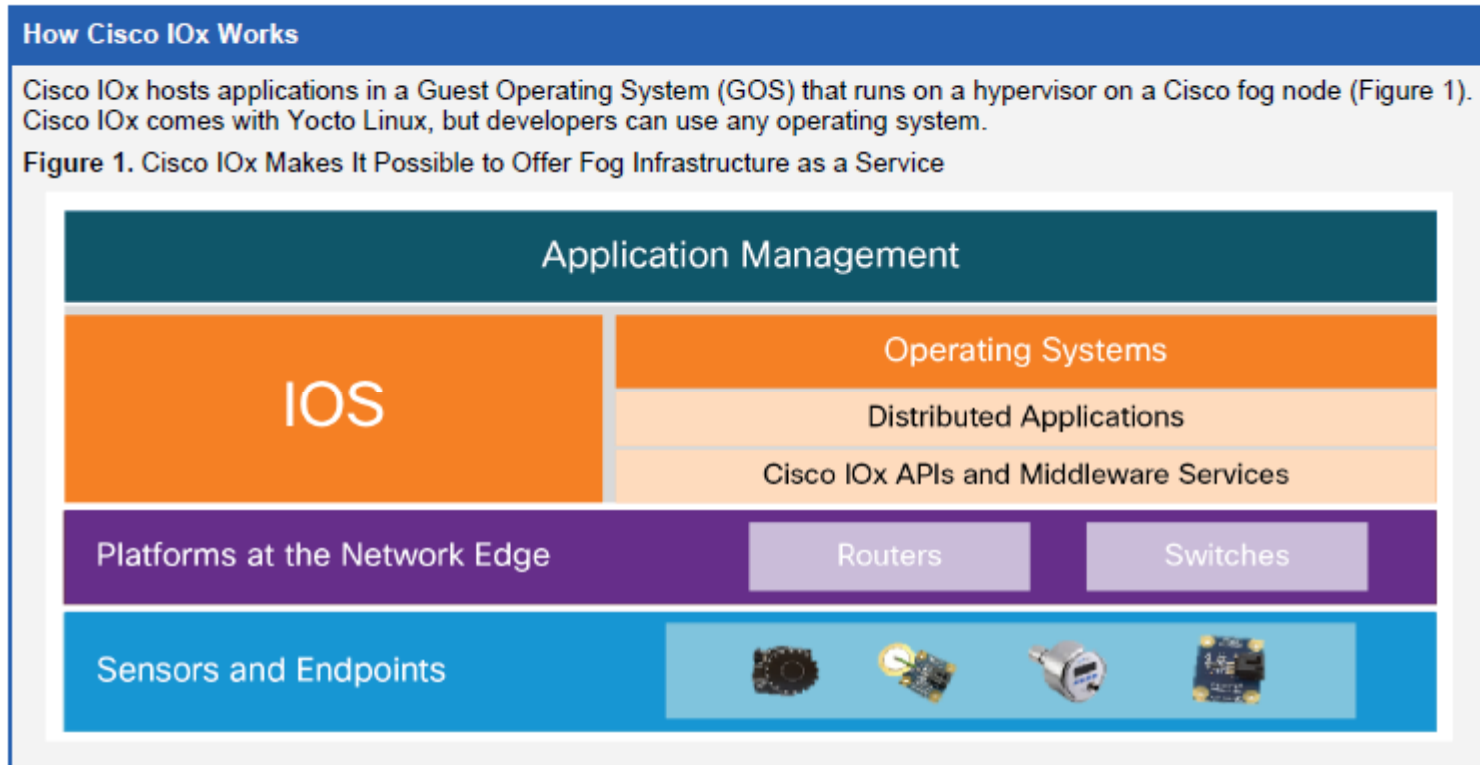 How Cisco IOx Works
Cisco IOx hosts applications in a Guest Operating System (GOS) that runs on a hypervisor on a Cisco fog node (Figure 1).
Cisco IOx comes with Yocto Linux, but developers can use any operating system.
Figure 1. Cisco IOx Makes It Possible to Offer Fog Infrastructure as a Service
Application Management
IOS
Operating Systems
Distributed Applications
Cisco IOx APIs and Middleware Services
Platforms at the Network Edge
Routers
Switches
Sensors and Endpoints